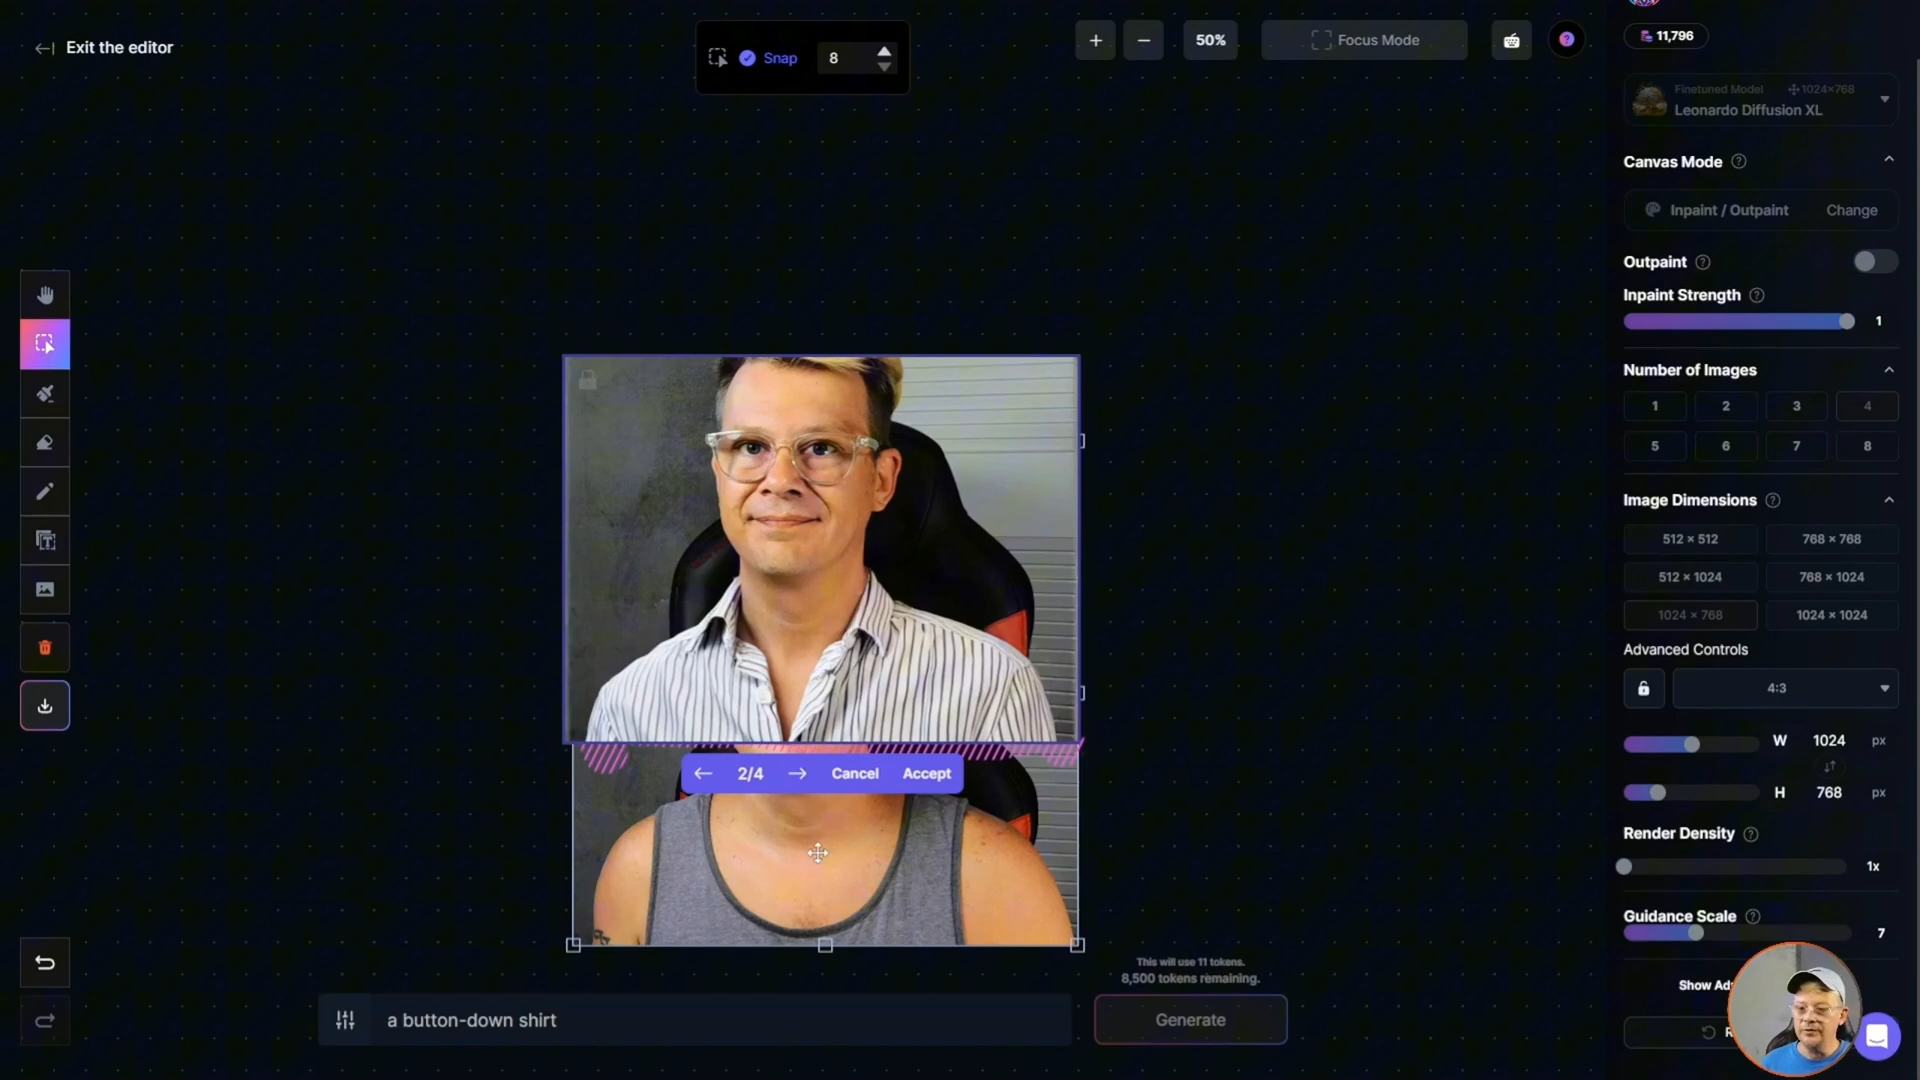 Exit the editor
Snap
8
50%
Focus Mode
11,796
Finetuned Model
1024×768
Leonardo Diffusion XL
Canvas Mode
Inpaint / Outpaint
Change
Outpaint
Inpaint Strength
1
Number of Images
1 2 3 4
5 6 7 8
Image Dimensions
512 × 512
768 × 768
512 × 1024
768 × 1024
1024 × 768
1024 × 1024
Advanced Controls
4:3
W 1024 px
H 768 px
Render Density
1x
Guidance Scale
7
Show
2/4
Cancel
Accept
This will use 11 tokens.
8,500 tokens remaining.
a button-down shirt
Generate